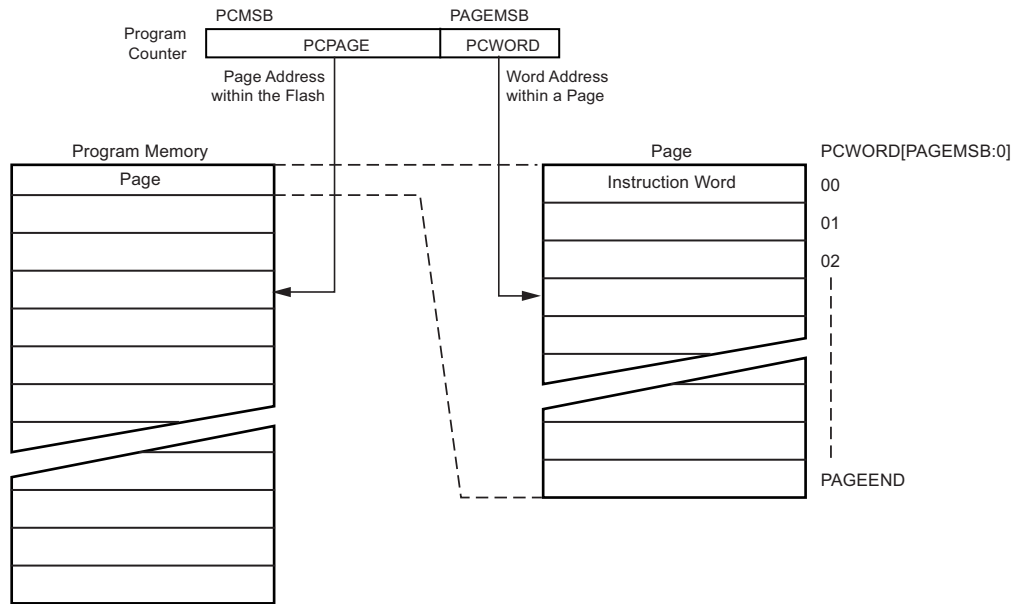 PCMSB
PAGEMSB
Program
Counter
PCPAGE
PCWORD
Page Address
within the Flash
Word Address
within a Page
Program Memory
Page
PCWORD[PAGEMSB:0]
Page
Instruction Word
00
01
02
PAGEEND